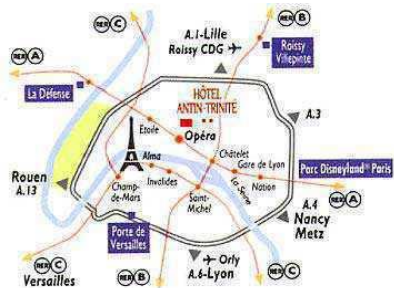 RER C
A.1-Lille
Roissy CDG
RER B
Roissy
Villepinte
RER A
La Défense
HÔTEL
ANTIN-TRINITÉ
A.3
Etoile
Opéra
Rouen
A.13
Alma
Châtelet
Gare de Lyon
Parc Disneyland® Paris
Champ-
de-Mars
Invalides
La Seine
Nation
RER A
Saint-
Michel
A.4
Nancy
Metz
Porte de
Versailles
RER C
Versailles
RER B
Orly
A.6-Lyon
RER C